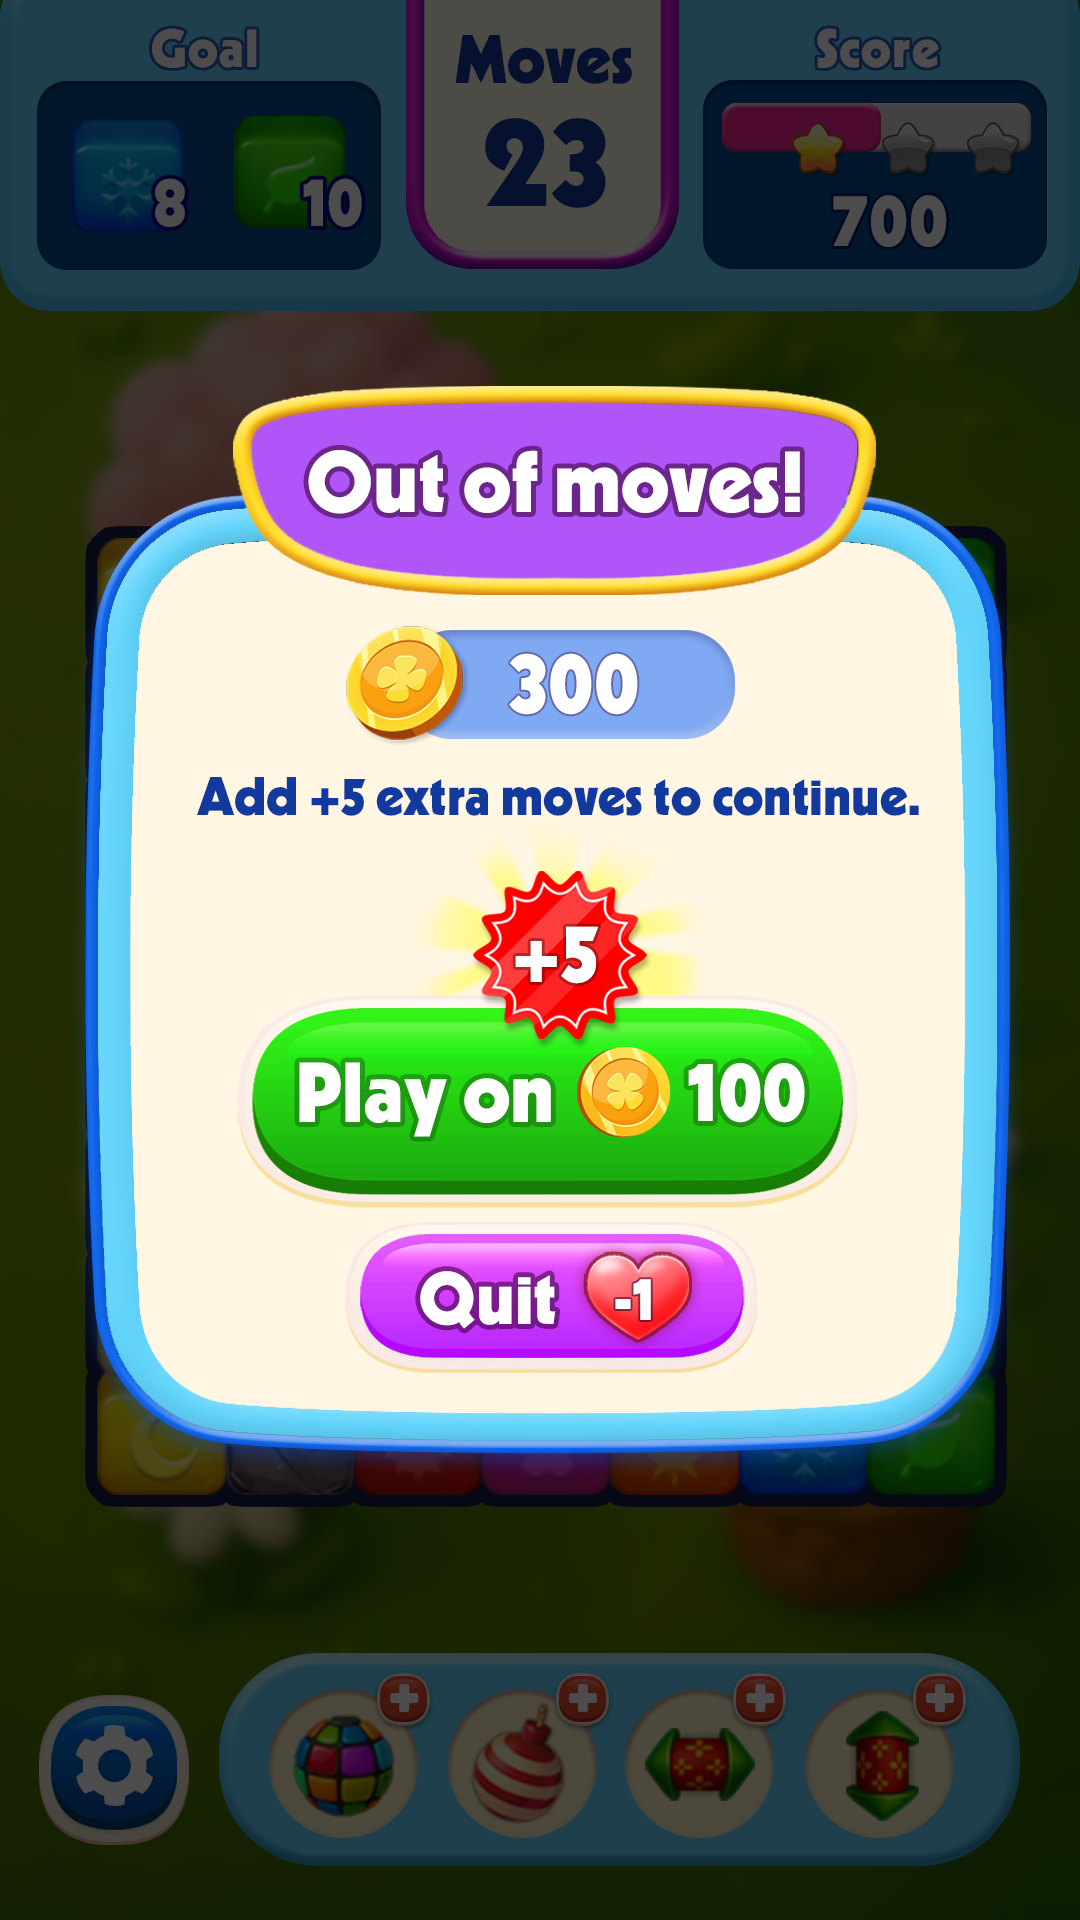 Goal
Moves
Score
8
10
23
700
Out of moves!
300
Add +5 extra moves to continue.
+5
Play on 100
Quit -1